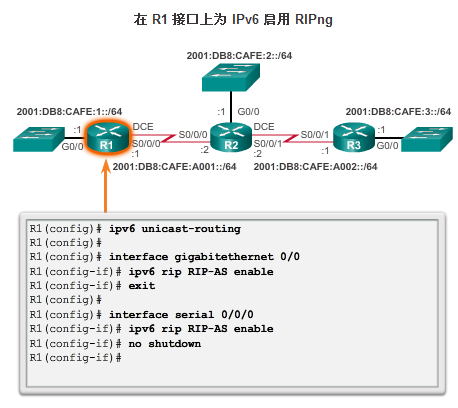 在 R1 接口上为 IPv6 启用 RIPng
2001:DB8:CAFE:2::/64
2001:DB8:CAFE:1::/64
:1
G0/0
2001:DB8:CAFE:3::/64
:1
G0/0
R1
DCE
S0/0/0
:1
S0/0/0
:2
R2
DCE
S0/0/1
:1
S0/0/1
:1
R3
:1
G0/0
2001:DB8:CAFE:A001::/64
2001:DB8:CAFE:A002::/64
R1(config)# ipv6 unicast-routing
R1(config)#
R1(config)# interface gigabitethernet 0/0
R1(config-if)# ipv6 rip RIP-AS enable
R1(config-if)# exit
R1(config)#
R1(config)# interface serial 0/0/0
R1(config-if)# ipv6 rip RIP-AS enable
R1(config-if)# no shutdown
R1(config-if)#